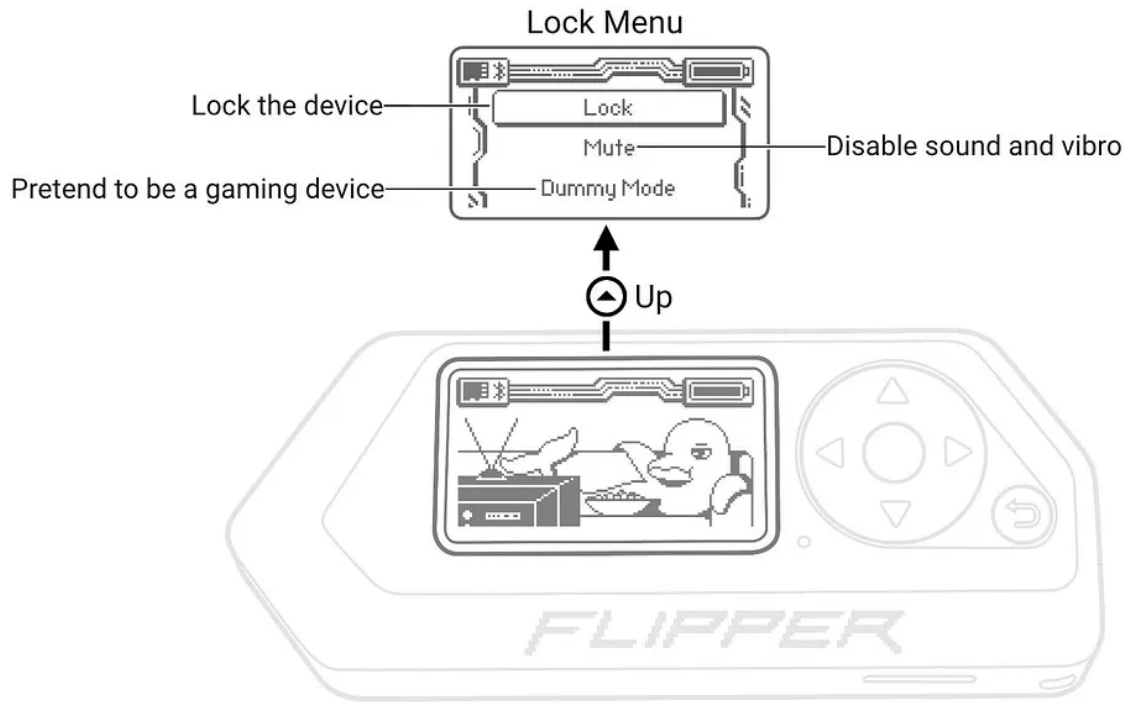 Lock Menu
Lock the device
Lock
Mute
Disable sound and vibro
Pretend to be a gaming device
Dummy Mode
Up
FLIPPER